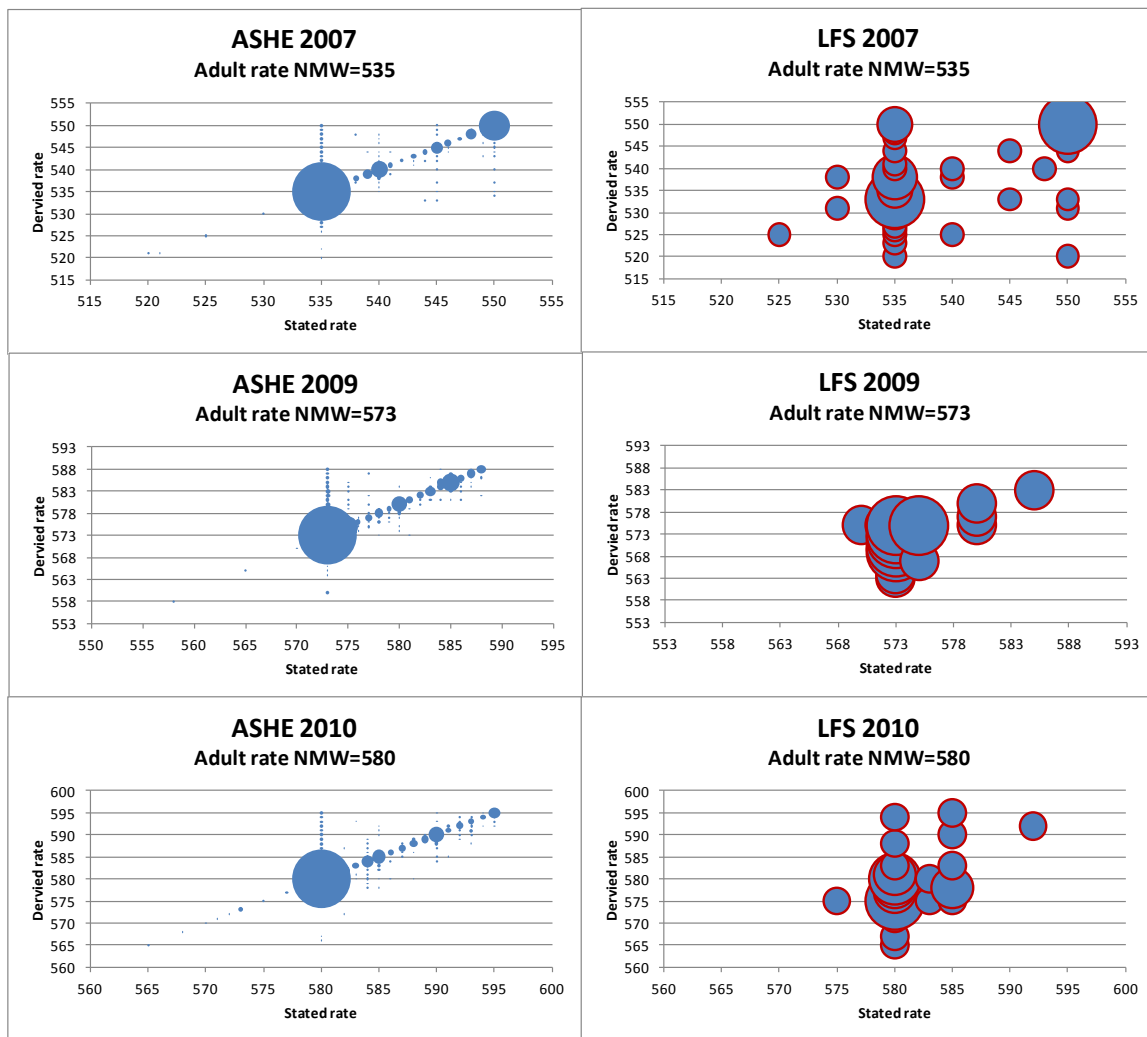 ASHE 2007
Adult rate NMW=535
Dervied rate
555
550
545
540
535
530
525
520
515
515 520 525 530 535 540 545 550 555
Stated rate
LFS 2007
Adult rate NMW=535
Dervied rate
555
550
545
540
535
530
525
520
515
515 520 525 530 535 540 545 550 555
Stated rate
ASHE 2009
Adult rate NMW=573
Dervied rate
593
588
583
578
573
568
563
558
553
550 555 560 565 570 575 580 585 590 595
Stated rate
LFS 2009
Adult rate NMW=573
Dervied rate
593
588
583
578
573
568
563
558
553
553 558 563 568 573 578 583 588 593
Stated rate
ASHE 2010
Adult rate NMW=580
Dervied rate
600
595
590
585
580
575
570
565
560
560 565 570 575 580 585 590 595 600
Stated rate
LFS 2010
Adult rate NMW=580
Dervied rate
600
595
590
585
580
575
570
565
560
560 565 570 575 580 585 590 595 600
Stated rate